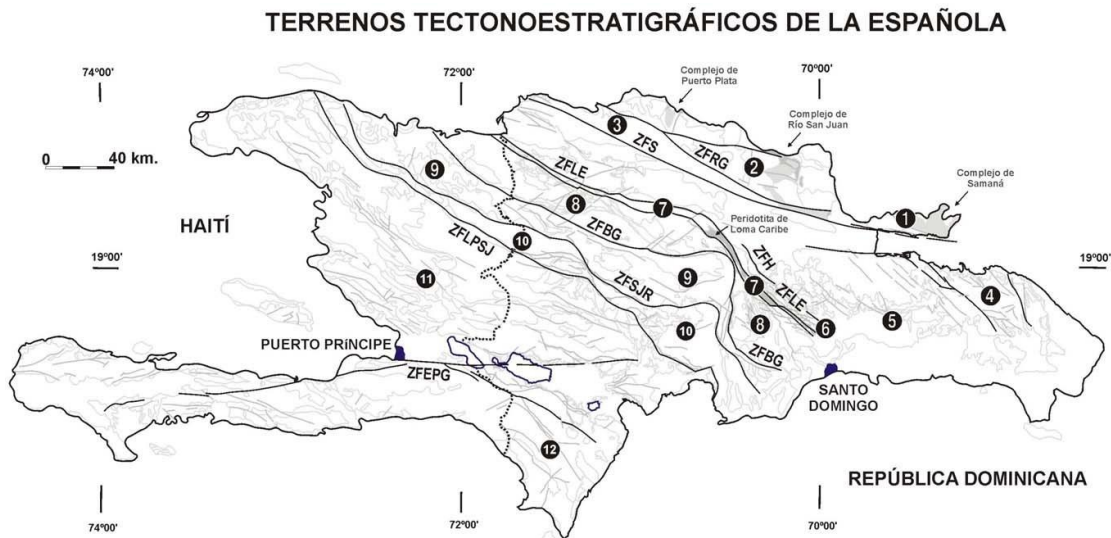 TERRENOS TECTONOESTRATIGRÁFICOS DE LA ESPAÑOLA
74º00'
72º00'
70º00'
Complejo de
Puerto Plata
Complejo de
Río San Juan
Complejo de
Samaná
0 40 km.
HAITÍ
3
ZFS
ZFRG
2
1
ZFLE
9
8
7
ZFBG
Peridotita de
Loma Caribe
ZFH
19º00'
19º00'
ZFLPSJ
10
11
ZFSJR
9
7
ZFLE
4
10
8
6
5
ZFBG
PUERTO PRÍNCIPE
ZFEPG
SANTO
DOMINGO
12
REPÚBLICA DOMINICANA
74º00'
72º00'
70º00'